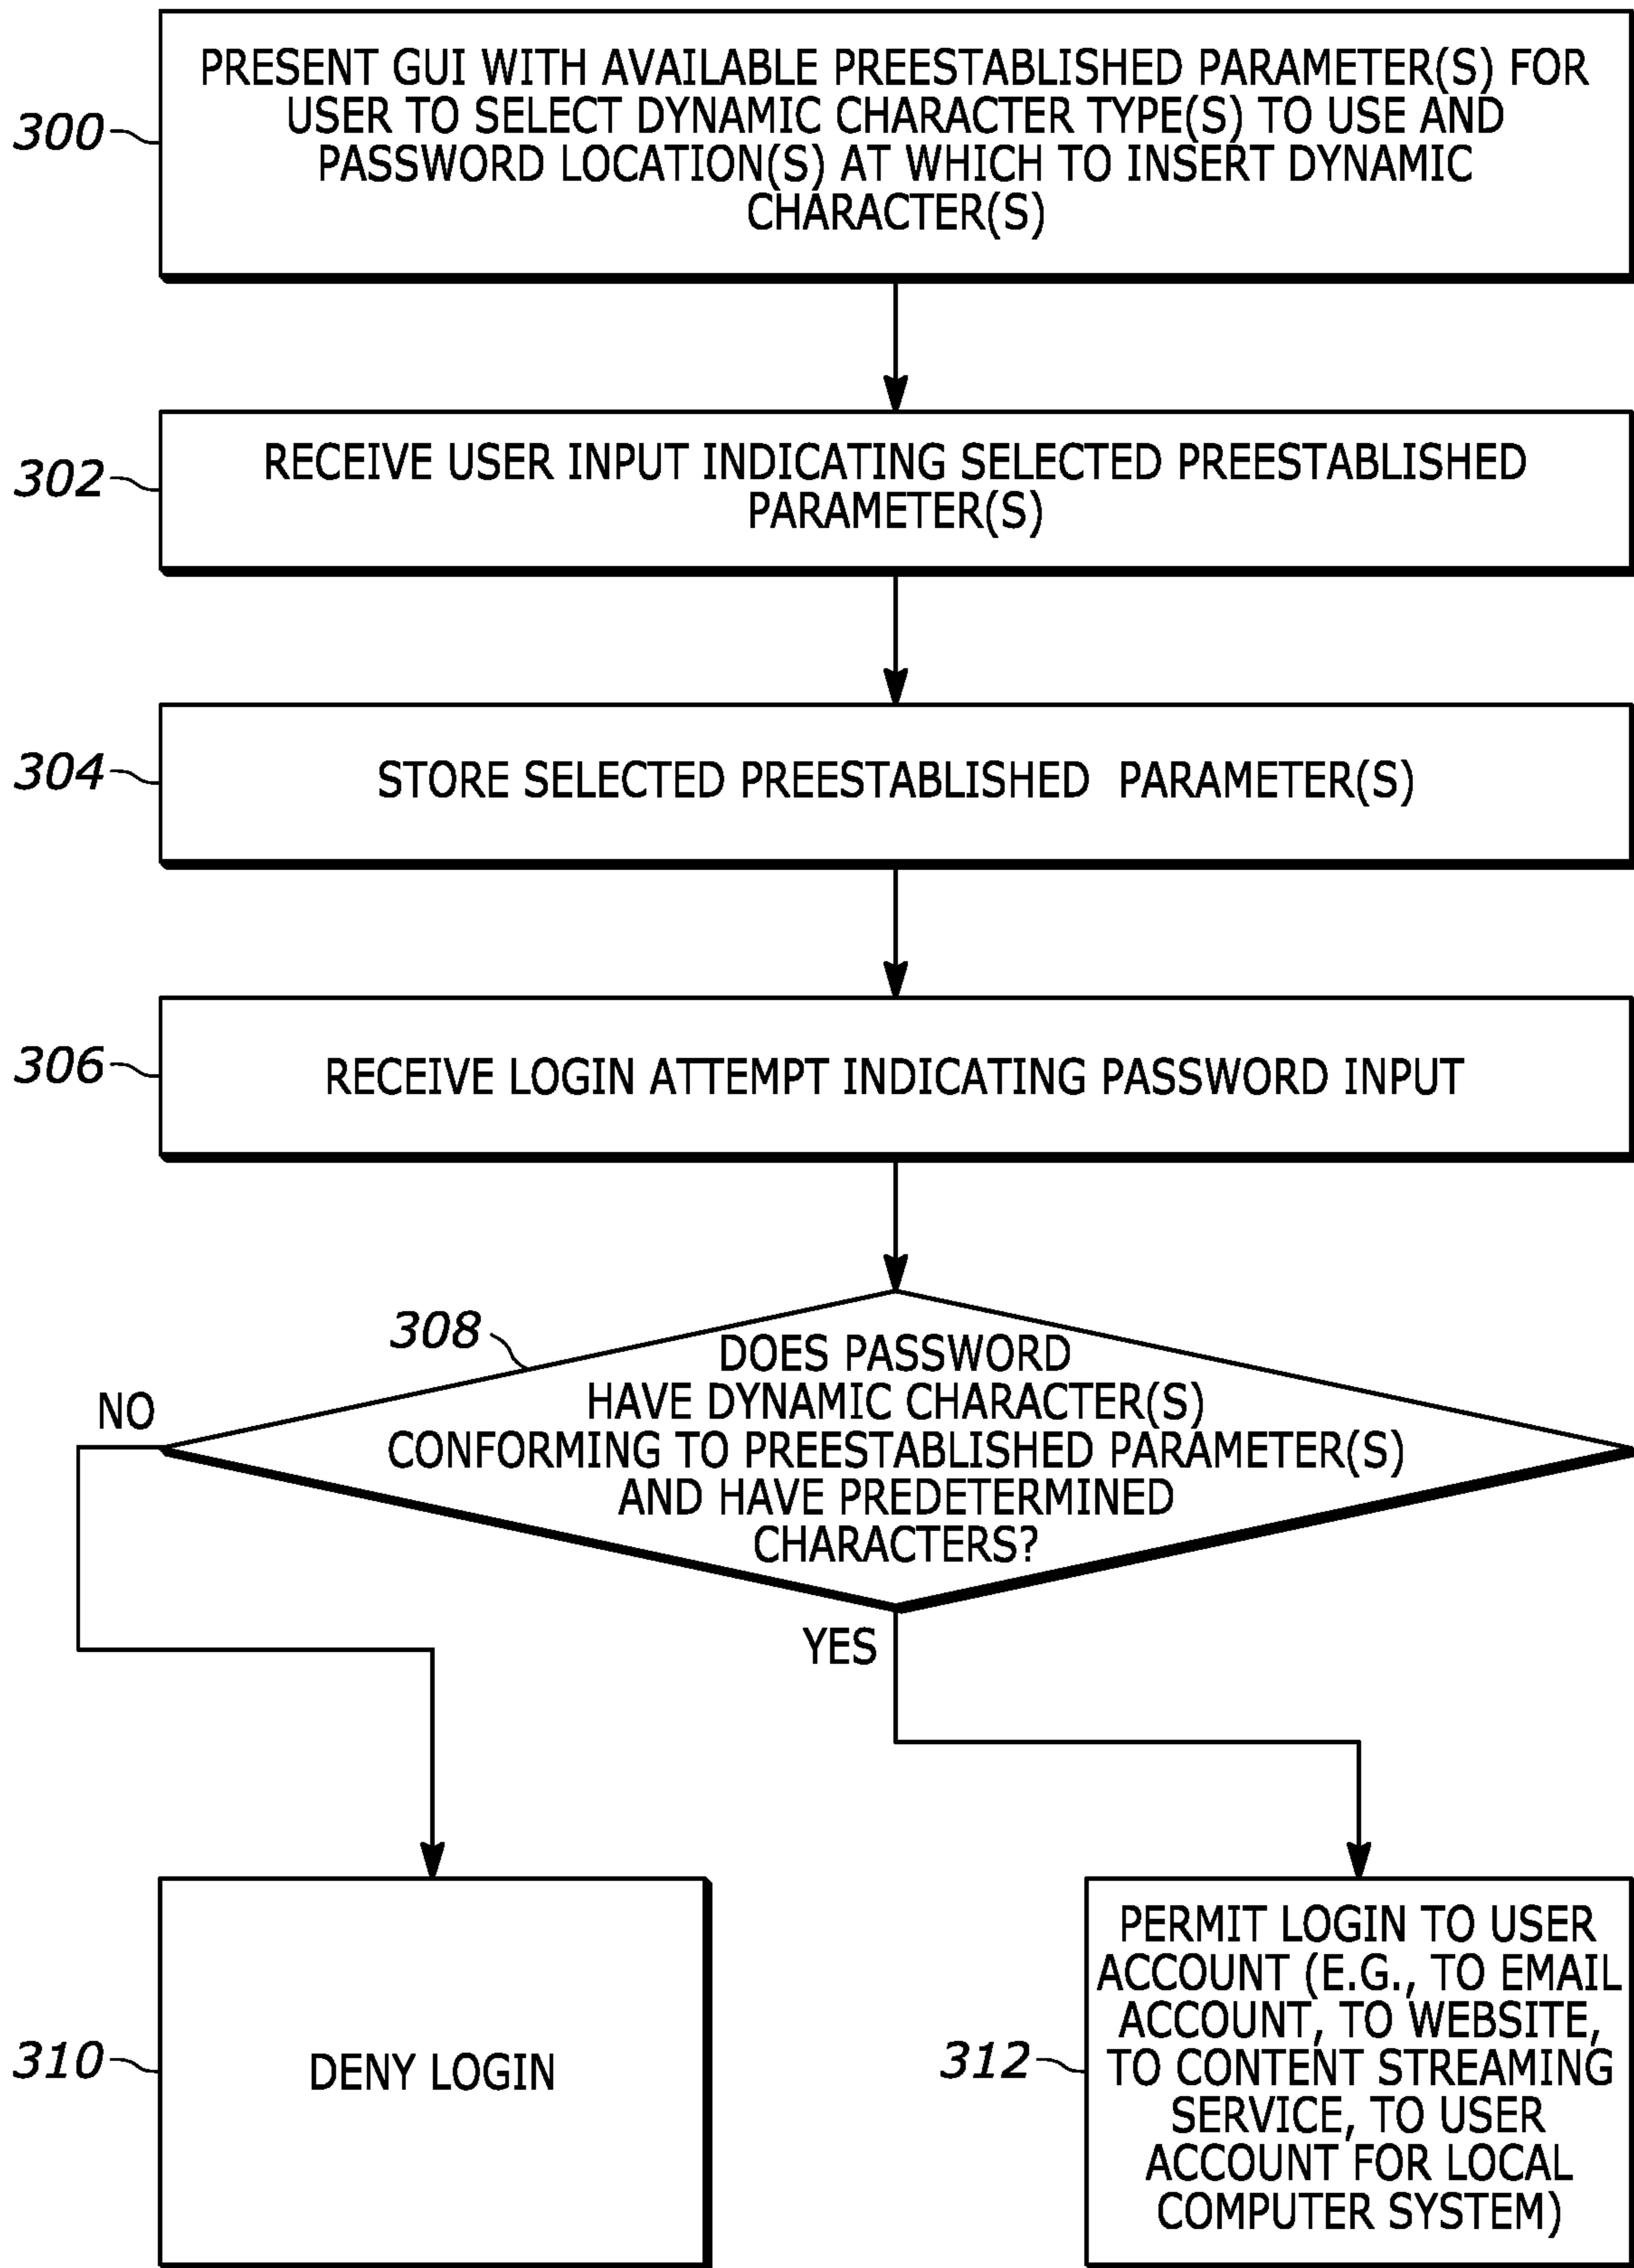 300
PRESENT GUI WITH AVAILABLE PREESTABLISHED PARAMETER(S) FOR
USER TO SELECT DYNAMIC CHARACTER TYPE(S) TO USE AND
PASSWORD LOCATION(S) AT WHICH TO INSERT DYNAMIC
CHARACTER(S)
302
RECEIVE USER INPUT INDICATING SELECTED PREESTABLISHED
PARAMETER(S)
304
STORE SELECTED PREESTABLISHED PARAMETER(S)
306
RECEIVE LOGIN ATTEMPT INDICATING PASSWORD INPUT
308
DOES PASSWORD
HAVE DYNAMIC CHARACTER(S)
CONFORMING TO PREESTABLISHED PARAMETER(S)
AND HAVE PREDETERMINED
CHARACTERS?
NO
YES
310
DENY LOGIN
312
PERMIT LOGIN TO USER
ACCOUNT (E.G., TO EMAIL
ACCOUNT, TO WEBSITE,
TO CONTENT STREAMING
SERVICE, TO USER
ACCOUNT FOR LOCAL
COMPUTER SYSTEM)